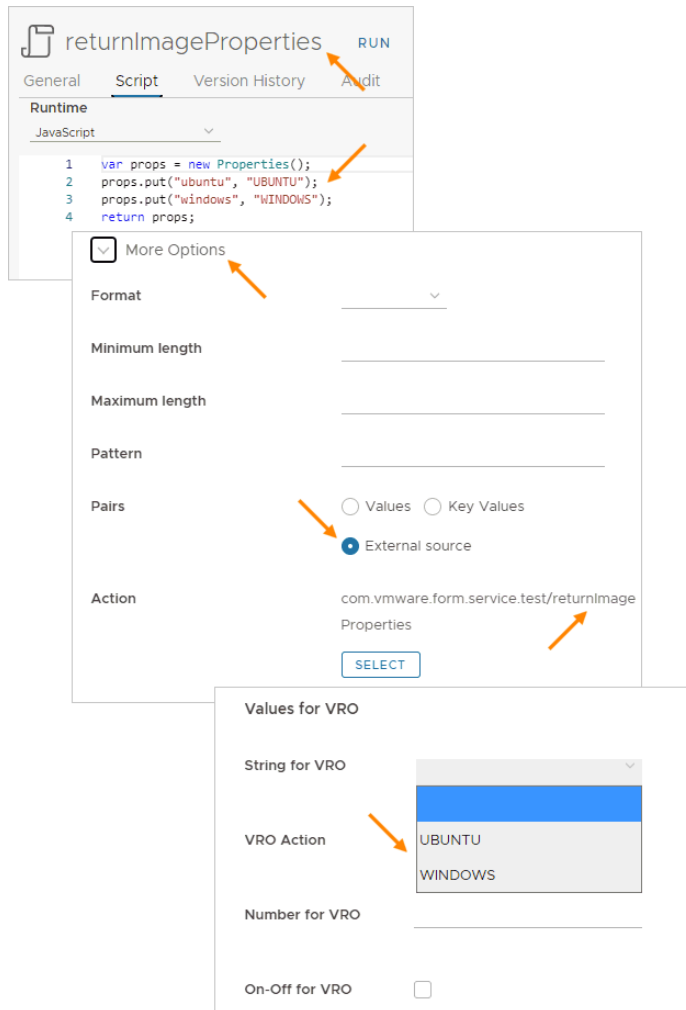 returnImageProperties RUN
General Script Version History Audit
Runtime
JavaScript
1 var props = new Properties();
2 props.put("ubuntu", "UBUNTU");
3 props.put("windows", "WINDOWS");
4 return props;
More Options
Format
Minimum length
Maximum length
Pattern
Pairs Values Key Values
External source
Action com.vmware.form.service.test/returnImage
Properties
SELECT
Values for VRO
String for VRO
VRO Action UBUNTU
WINDOWS
Number for VRO
On-Off for VRO